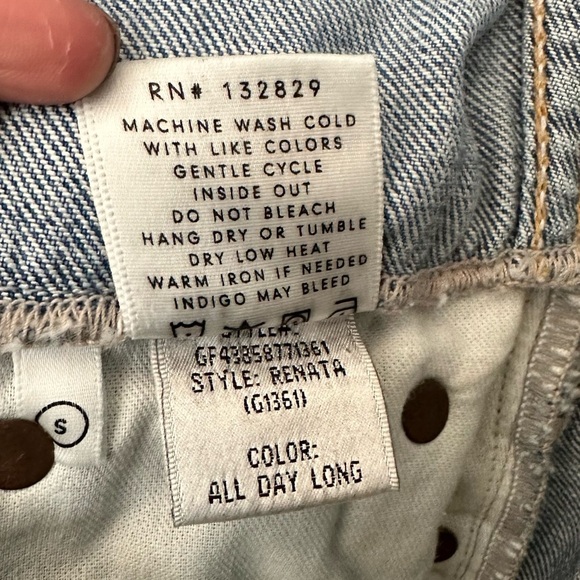 RN# 132829
MACHINE WASH COLD
WITH LIKE COLORS
GENTLE CYCLE
INSIDE OUT
DO NOT BLEACH
HANG DRY OR TUMBLE
DRY LOW HEAT
WARM IRON IF NEEDED
INDIGO MAY BLEED
GF43858771361
STYLE: RENATA
(G1361)
COLOR:
ALL DAY LONG
S